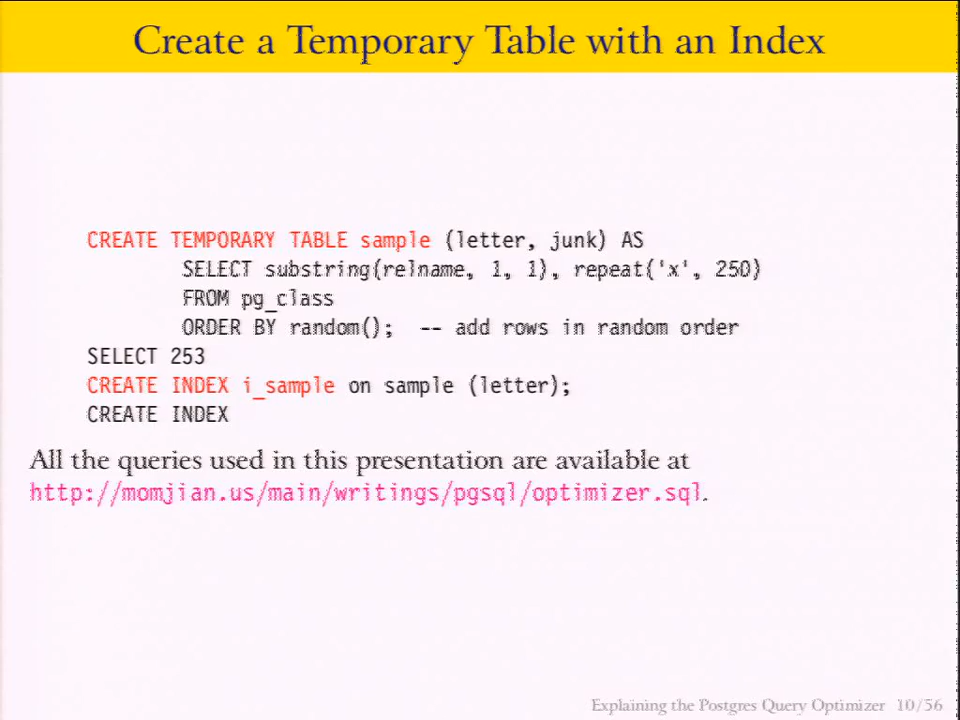 Create a Temporary Table with an Index
CREATE TEMPORARY TABLE sample (letter, junk) AS
SELECT substring(relname, 1, 1), repeat('x', 250)
FROM pg_class
ORDER BY random(); -- add rows in random order
SELECT 253
CREATE INDEX i_sample on sample (letter);
CREATE INDEX
All the queries used in this presentation are available at
http://momjian.us/main/writings/pgsql/optimizer.sql.
Explaining the Postgres Query Optimizer 10/56